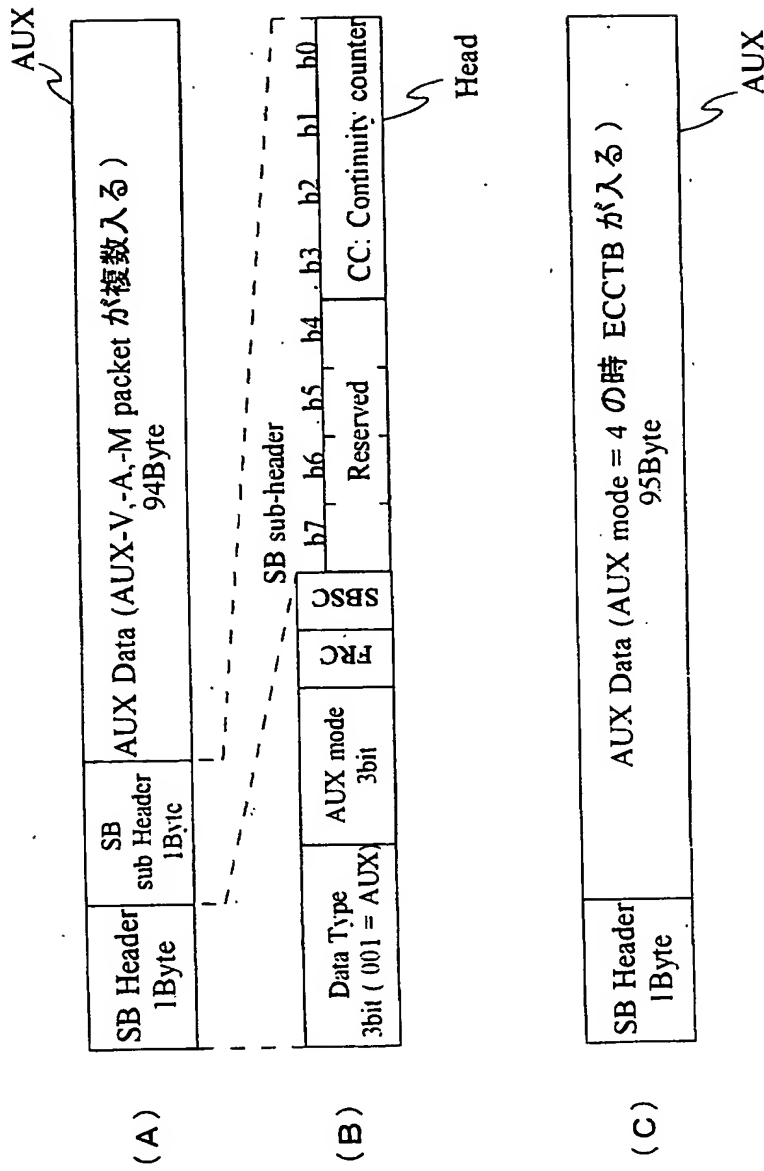 AUX
(A)
SB Header
1Byte
SB
sub Header
1Byte
AUX Data (AUX-V,-A,-M packet が複数入る)
94Byte
SB sub-header
b7 b6 b5 b4 b3 b2 b1 b0
(B)
Data Type
3bit ( 001 = AUX)
AUX mode
3bit
FRC
SBSC
Reserved
CC: Continuity counter
Head
(C)
SB Header
1Byte
AUX Data (AUX mode = 4 の時 ECCTB が入る)
95Byte
AUX